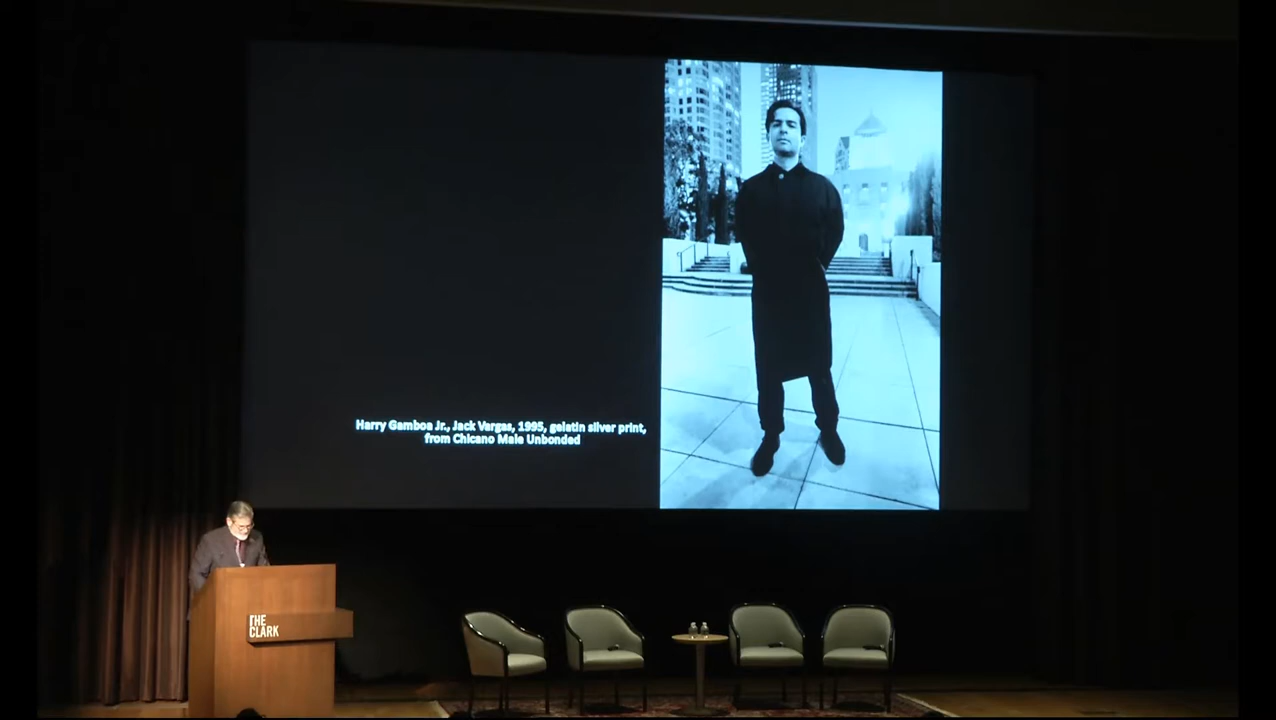 Harry Gamboa Jr., Jack Vargas, 1995, gelatin silver print,
from Chicano Male Unbonded
THE
CLARK